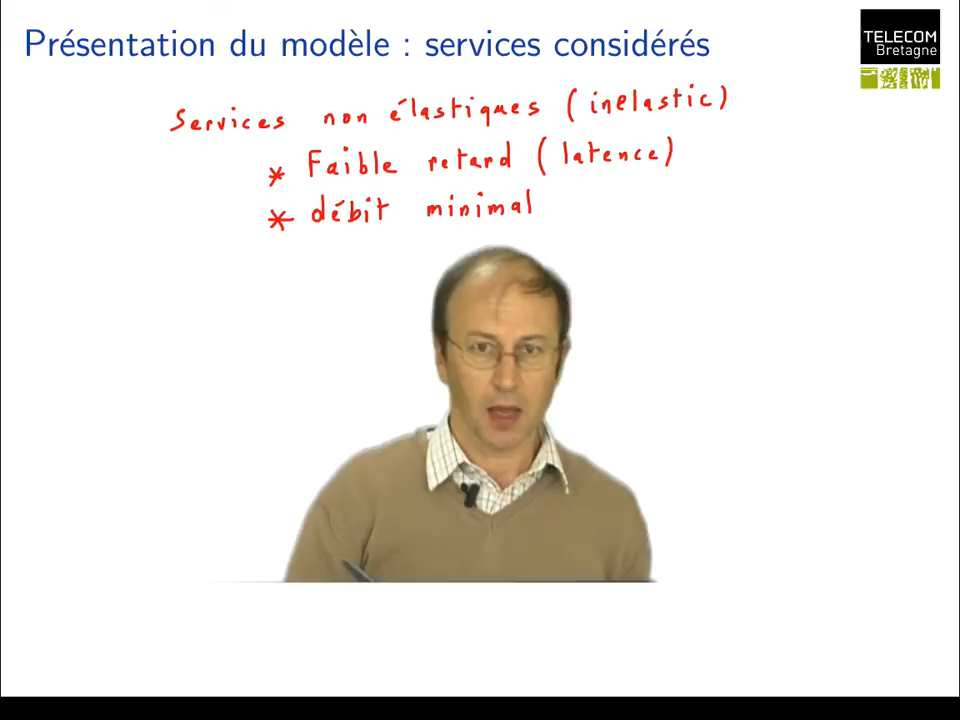 Présentation du modèle : services considérés
TELECOM
Bretagne
Services non élastiques (inelastic)
* Faible retard (latence)
* débit minimal